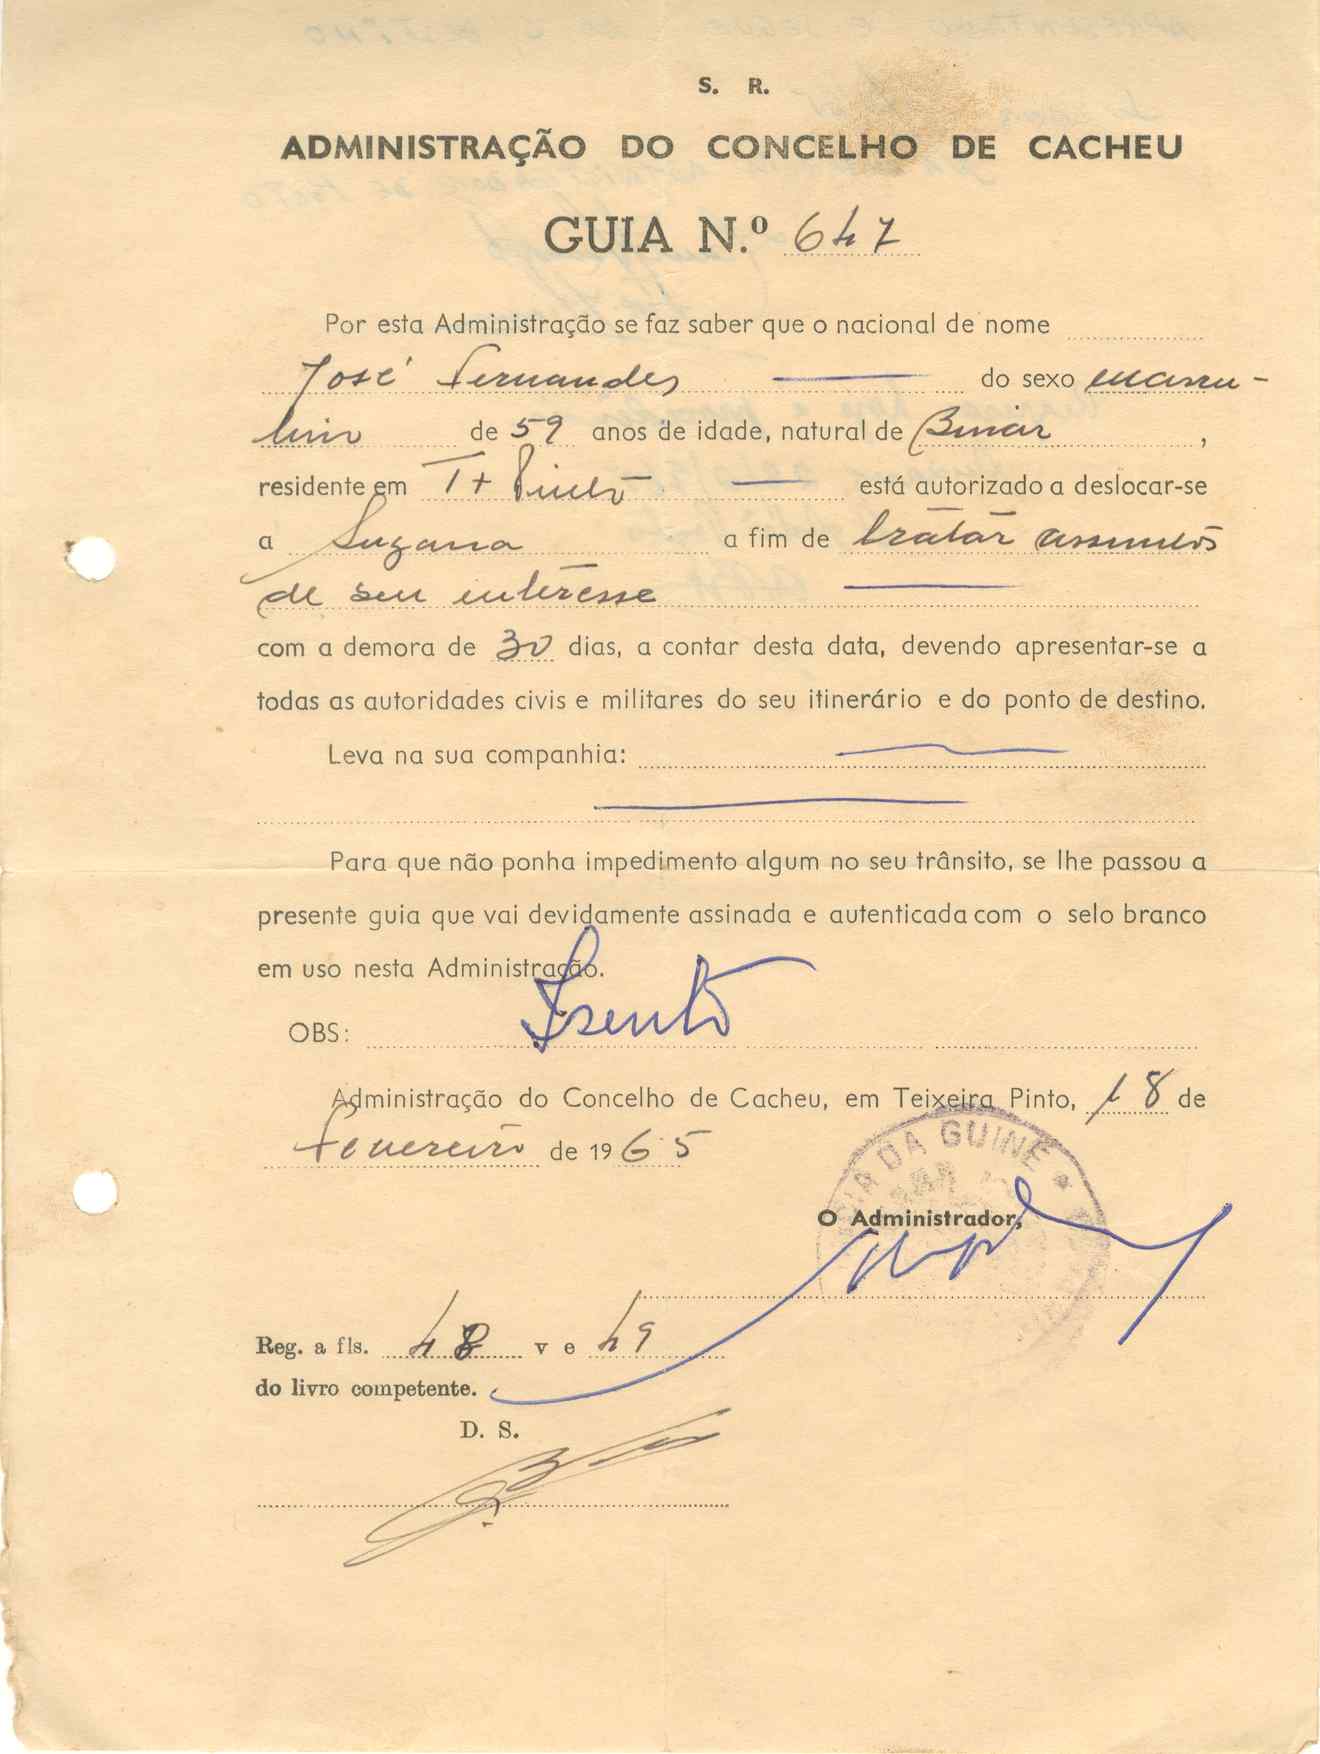 S. R.
ADMINISTRAÇÃO DO CONCELHO DE CACHEU
GUIA N.º 647
Por esta Administração se faz saber que o nacional de nome
José Fernandes do sexo mascu-
lino de 59 anos de idade, natural de Binar,
residente em Tx Pinto está autorizado a deslocar-se
a Suzana a fim de tratar assuntos
de seu interesse
com a demora de 30 dias, a contar desta data, devendo apresentar-se a
todas as autoridades civis e militares do seu itinerário e do ponto de destino.
Leva na sua companhia:
Para que não ponha impedimento algum no seu trânsito, se lhe passou a
presente guia que vai devidamente assinada e autenticada com o selo branco
em uso nesta Administração.
OBS: Isento
Administração do Concelho de Cacheu, em Teixeira Pinto, 18 de
Fevereiro de 1965
DA GUINÉ
O Administrador,
Reg. a fls. 48 v e 49
do livro competente.
D. S.